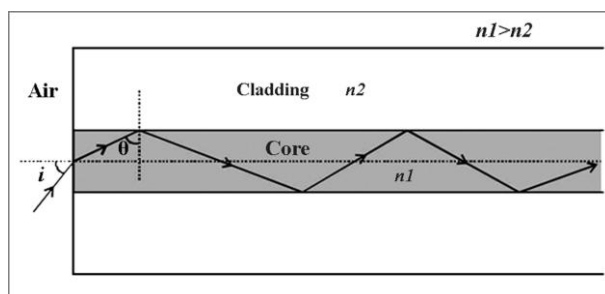 n1>n2
Air
Cladding n2
Core
θ
i
n1